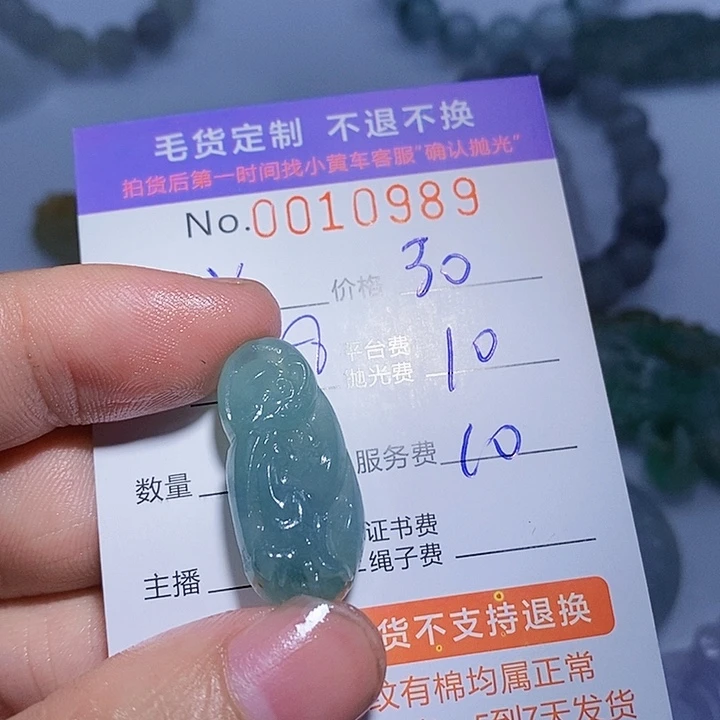 毛货定制 不退不换
拍货后第一时间找小黄车客服"确认抛光"
No.0010989
价格 30
平台费
抛光费 10
服务费 10
数量
证书费
绳子费
主播
货不支持退换
纹有棉均属正常
5到7天发货